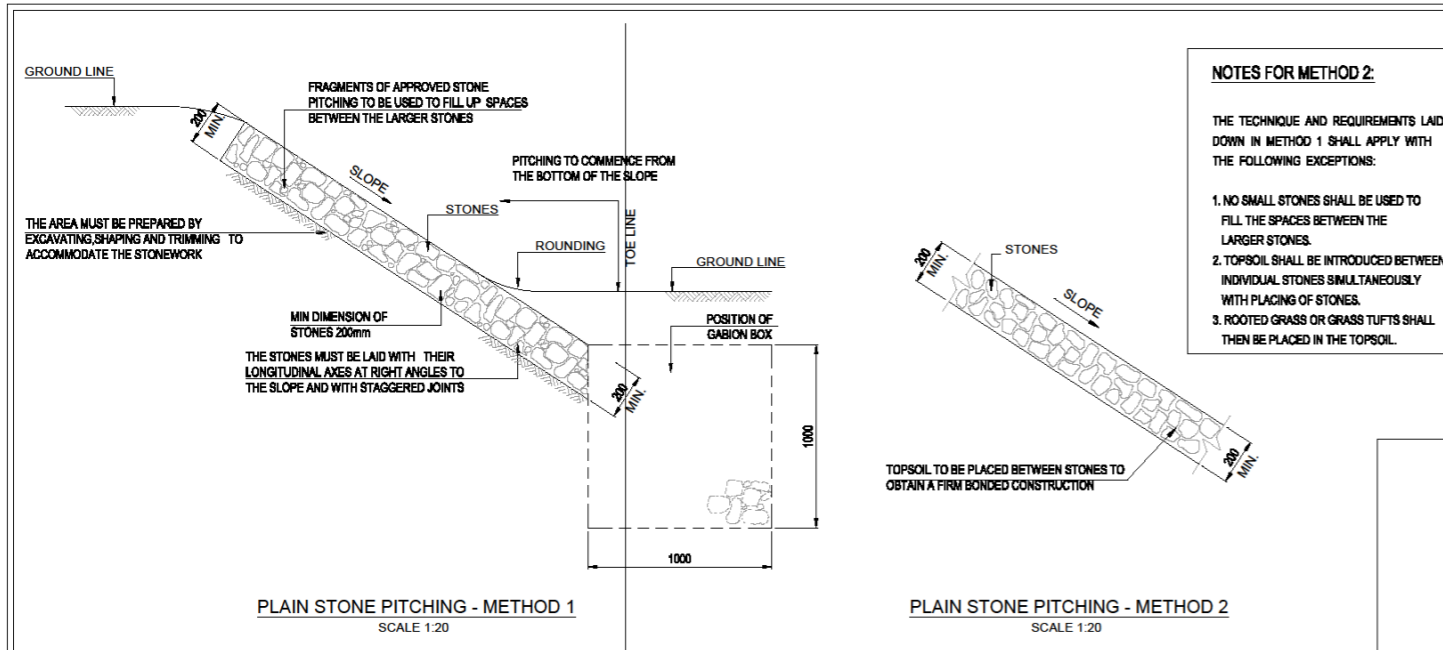 GROUND LINE
200
MIN.
FRAGMENTS OF APPROVED STONE
PITCHING TO BE USED TO FILL UP SPACES
BETWEEN THE LARGER STONES
SLOPE
PITCHING TO COMMENCE FROM
THE BOTTOM OF THE SLOPE
STONES
THE AREA MUST BE PREPARED BY
EXCAVATING,SHAPING AND TRIMMING TO
ACCOMMODATE THE STONEWORK
ROUNDING
TOE LINE
GROUND LINE
MIN DIMENSION OF
STONES 200mm
POSITION OF
GABION BOX
THE STONES MUST BE LAID WITH THEIR
LONGITUDINAL AXES AT RIGHT ANGLES TO
THE SLOPE AND WITH STAGGERED JOINTS
200
MIN.
1000
1000
PLAIN STONE PITCHING - METHOD 1
SCALE 1:20
200
MIN.
STONES
SLOPE
200
MIN.
TOPSOIL TO BE PLACED BETWEEN STONES TO
OBTAIN A FIRM BONDED CONSTRUCTION
PLAIN STONE PITCHING - METHOD 2
SCALE 1:20
NOTES FOR METHOD 2:
THE TECHNIQUE AND REQUIREMENTS LAID
DOWN IN METHOD 1 SHALL APPLY WITH
THE FOLLOWING EXCEPTIONS:
1. NO SMALL STONES SHALL BE USED TO
FILL THE SPACES BETWEEN THE
LARGER STONES.
2. TOPSOIL SHALL BE INTRODUCED BETWEEN
INDIVIDUAL STONES SIMULTANEOUSLY
WITH PLACING OF STONES.
3. ROOTED GRASS OR GRASS TUFTS SHALL
THEN BE PLACED IN THE TOPSOIL.